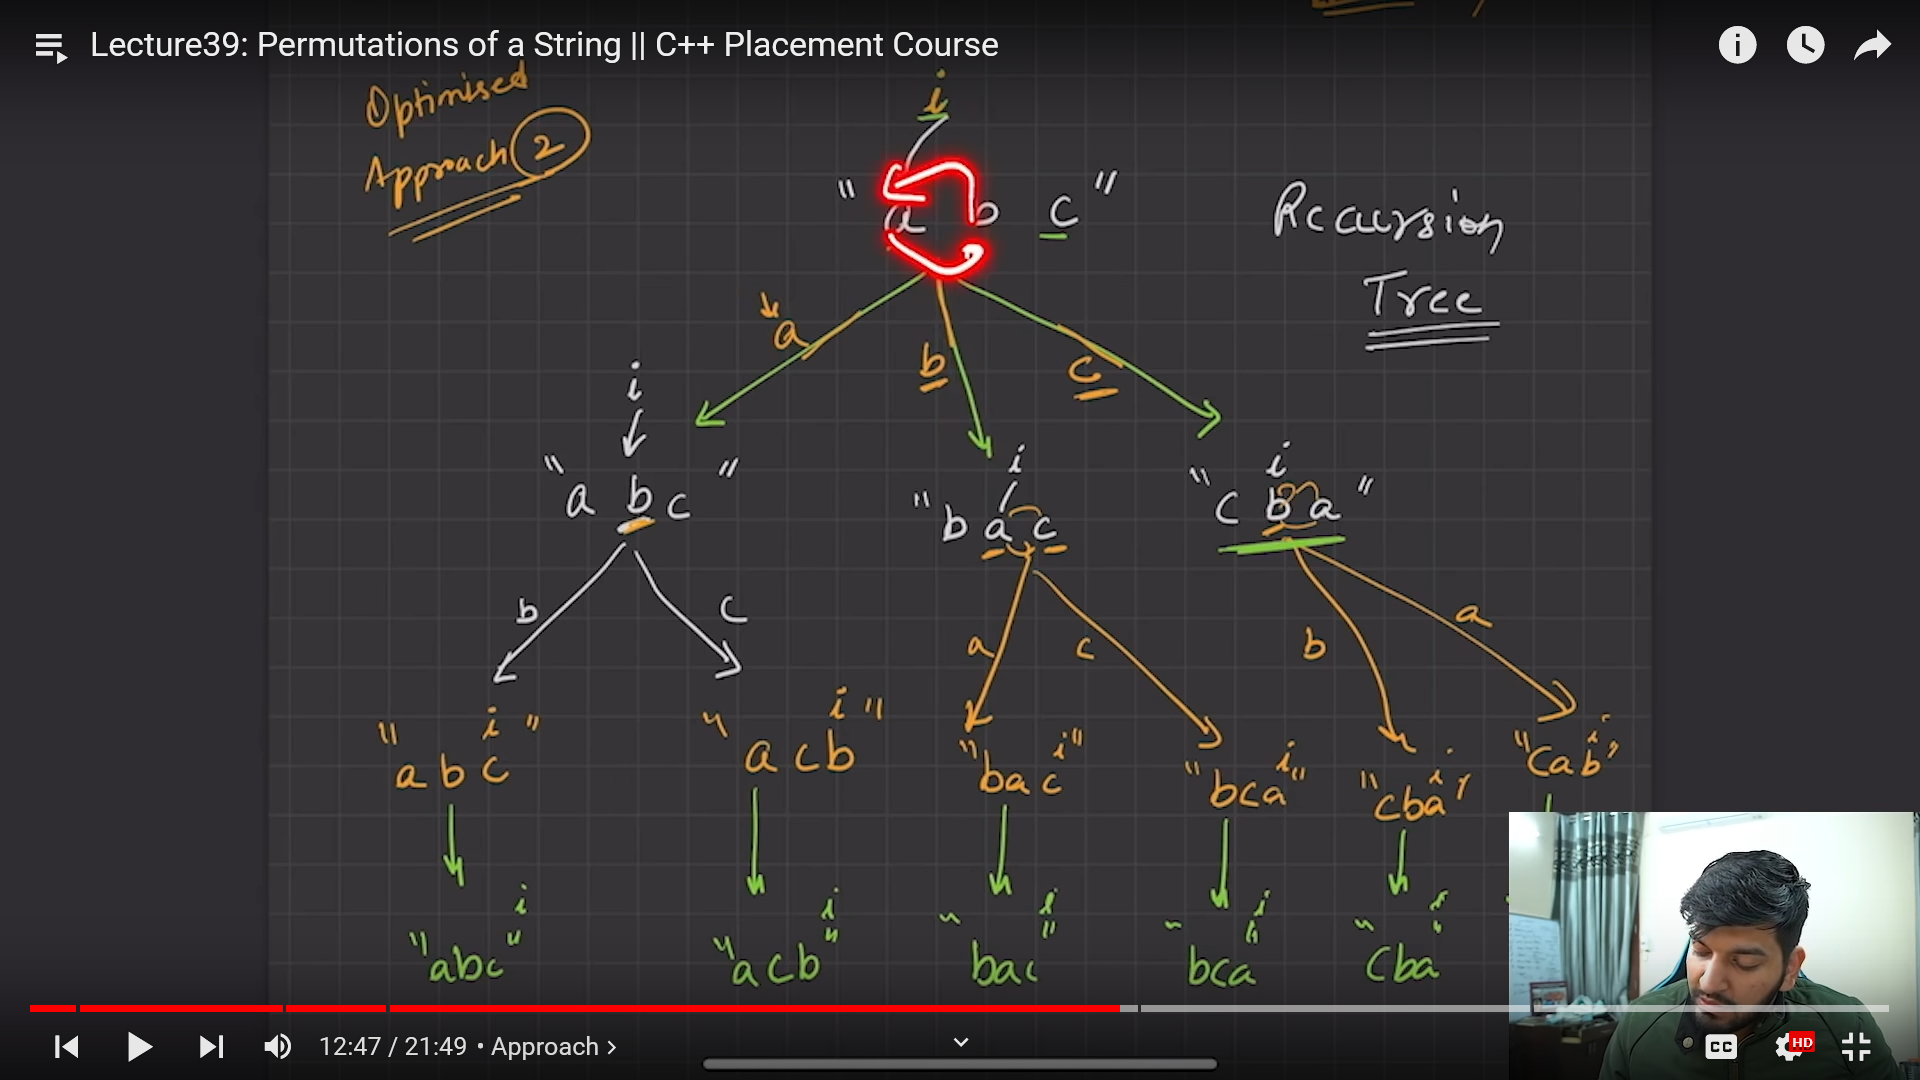 Lecture39: Permutations of a String || C++ Placement Course
Optimised
Approach 2
i
" a b c "
Recursion
Tree
a b c
i i i
" a b c " " b a c " " c b a "
b c a c b a
i i i i i i
" a b c " " a c b " " b a c " " b c a " " c b a " " c a b "
i i i i i
" abc " " acb " " bac " " bca " " cba "
12:47 / 21:49 • Approach >
CC HD